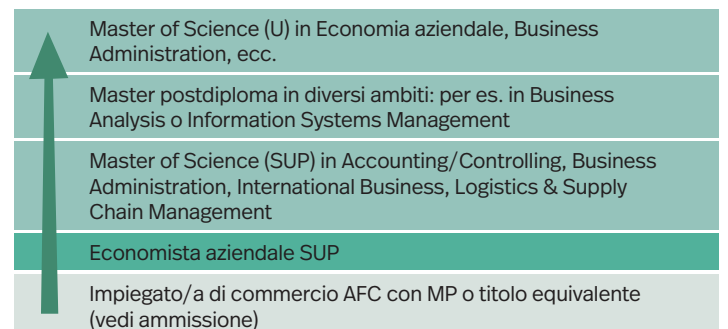 Master of Science (U) in Economia aziendale, Business
Administration, ecc.
Master postdiploma in diversi ambiti: per es. in Business
Analysis o Information Systems Management
Master of Science (SUP) in Accounting/Controlling, Business
Administration, International Business, Logistics & Supply
Chain Management
Economista aziendale SUP
Impiegato/a di commercio AFC con MP o titolo equivalente
(vedi ammissione)